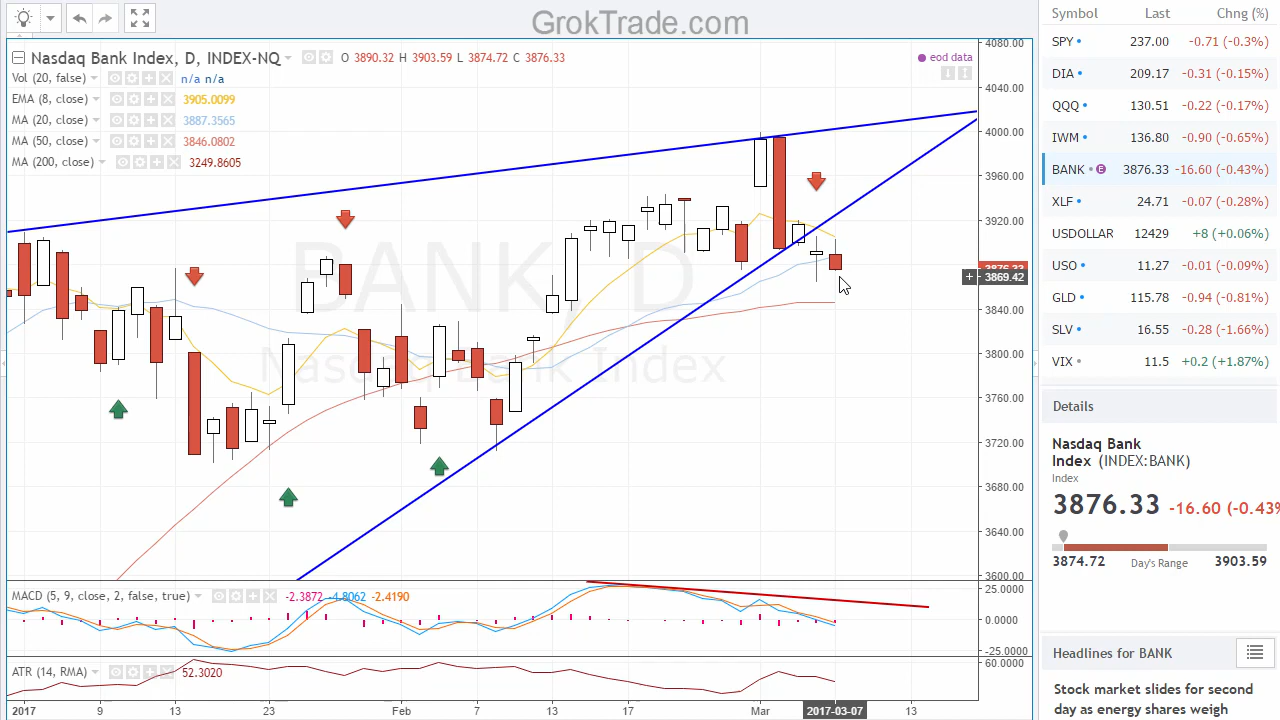 GrokTrade.com
Nasdaq Bank Index, D, INDEX-NQ O 3890.32 H 3903.59 L 3874.72 C 3876.33
eod data
Vol (20, false) n/a n/a
EMA (8, close) 3905.0099
MA (20, close) 3887.3565
MA (50, close) 3846.0802
MA (200, close) 3249.8605
BANK, D
Nasdaq Bank Index
4080.00
4040.00
4000.00
3960.00
3920.00
3876.33
3869.42
3840.00
3800.00
3760.00
3720.00
3680.00
3640.00
3600.00
MACD (5, 9, close, 2, false, true) -2.3872 -4.8062 -2.4190
25.0000
0.0000
-25.0000
ATR (14, RMA) 52.3020
60.0000
2017 9 13 23 Feb 7 13 17 Mar 2017-03-07 13
Symbol Last Chng (%)
SPY 237.00 -0.71 (-0.3%)
DIA 209.17 -0.31 (-0.15%)
QQQ 130.51 -0.22 (-0.17%)
IWM 136.80 -0.90 (-0.65%)
BANK E 3876.33 -16.60 (-0.43%)
XLF 24.71 -0.07 (-0.28%)
USDOLLAR 12429 +8 (+0.06%)
USO 11.27 -0.01 (-0.09%)
GLD 115.78 -0.94 (-0.81%)
SLV 16.55 -0.28 (-1.66%)
VIX 11.5 +0.2 (+1.87%)
Details
Nasdaq Bank
Index (INDEX:BANK)
Index
3876.33 -16.60 (-0.43%
3874.72 Day's Range 3903.59
Headlines for BANK
Stock market slides for second
day as energy shares weigh